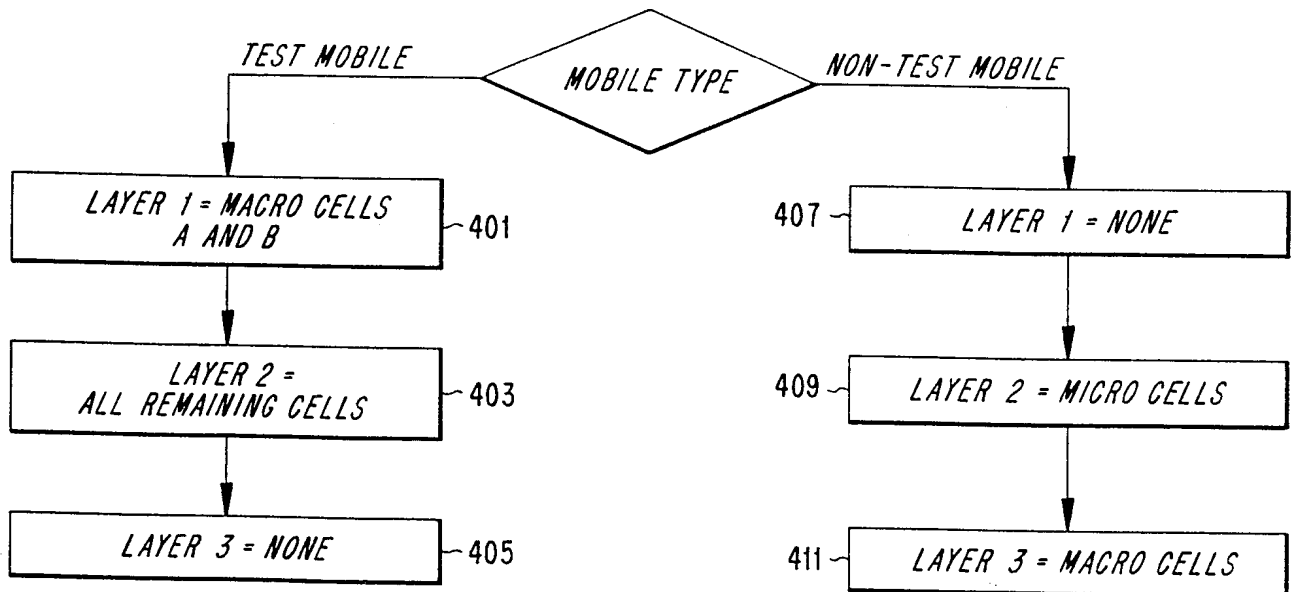 MOBILE TYPE
TEST MOBILE
NON-TEST MOBILE
LAYER 1 = MACRO CELLS
A AND B
401
LAYER 2 =
ALL REMAINING CELLS
403
LAYER 3 = NONE
405
407
LAYER 1 = NONE
409
LAYER 2 = MICRO CELLS
411
LAYER 3 = MACRO CELLS